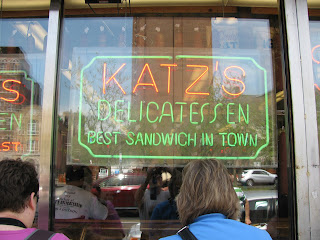 KATZ'S
DELICATESSEN
BEST SANDWICH IN TOWN